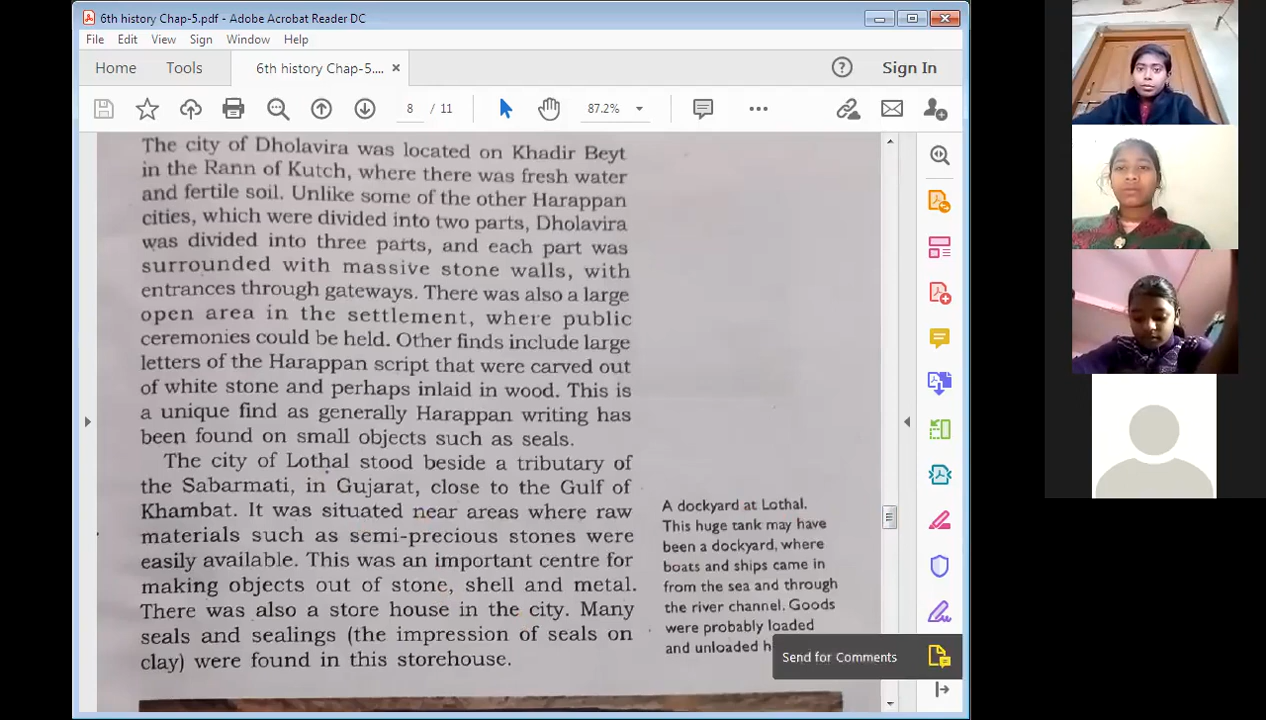 6th history Chap-5.pdf - Adobe Acrobat Reader DC
File Edit View Sign Window Help
Home Tools 6th history Chap-5.... × Sign In
8 / 11 87.2%
The city of Dholavira was located on Khadir Beyt
in the Rann of Kutch, where there was fresh water
and fertile soil. Unlike some of the other Harappan
cities, which were divided into two parts, Dholavira
was divided into three parts, and each part was
surrounded with massive stone walls, with
entrances through gateways. There was also a large
open area in the settlement, where public
ceremonies could be held. Other finds include large
letters of the Harappan script that were carved out
of white stone and perhaps inlaid in wood. This is
a unique find as generally Harappan writing has
been found on small objects such as seals.
The city of Lothal stood beside a tributary of
the Sabarmati, in Gujarat, close to the Gulf of
Khambat. It was situated near areas where raw
materials such as semi-precious stones were
easily available. This was an important centre for
making objects out of stone, shell and metal.
There was also a store house in the city. Many
seals and sealings (the impression of seals on
clay) were found in this storehouse.
A dockyard at Lothal.
This huge tank may have
been a dockyard, where
boats and ships came in
from the sea and through
the river channel. Goods
were probably loaded
and unloaded h
Send for Comments